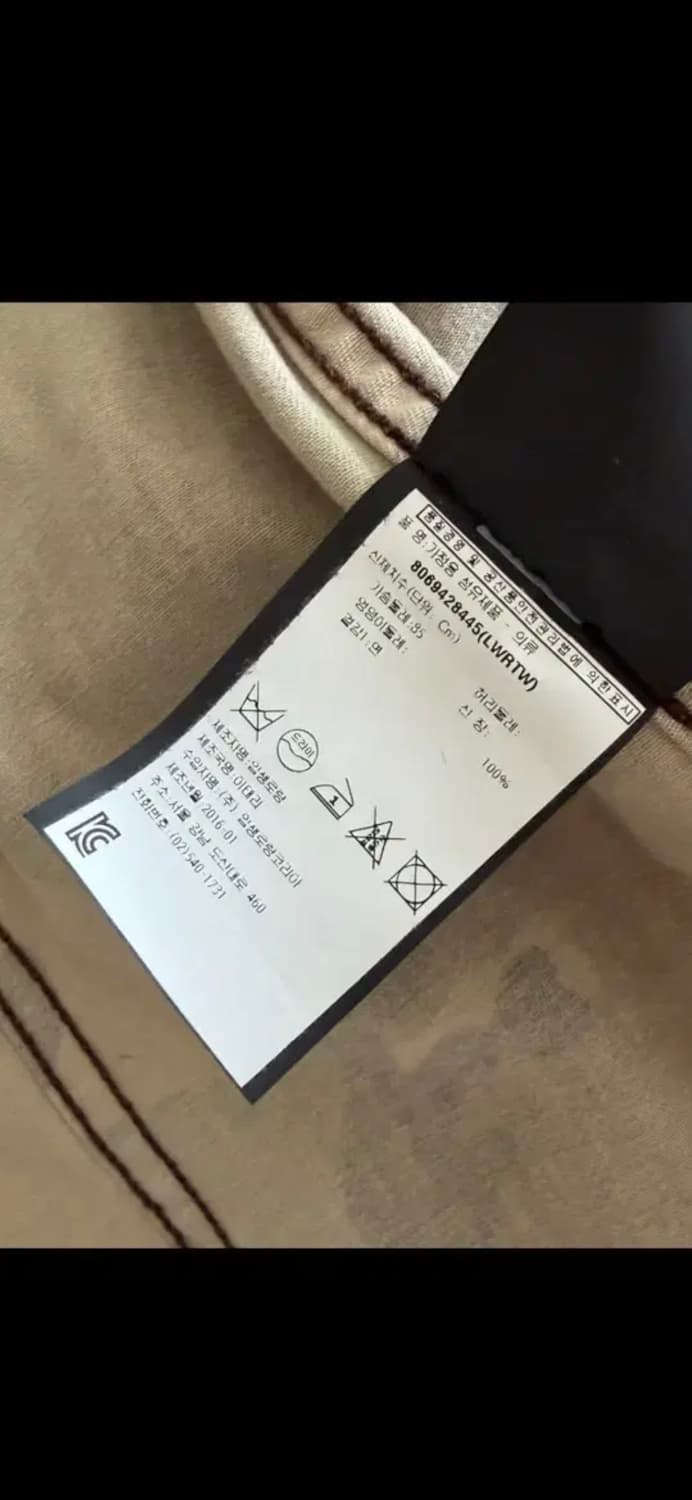 품질경영 및 공산품안전관리법에 의한 표시
품 명:가정용 섬유제품 - 의류
8069428445(LWRTW)
신체치수(단위 : Cm)
가슴둘레:85 허리둘레:
엉덩이둘레: 신 장:
겉감1:면 100%
드라이
제조자명:입생로랑
제조국명:이태리
수입자명:(주) 입생로랑코리아
제조년월:2016-01
주소:서울 강남 도산대로 460
전화번호:(02)540-1731